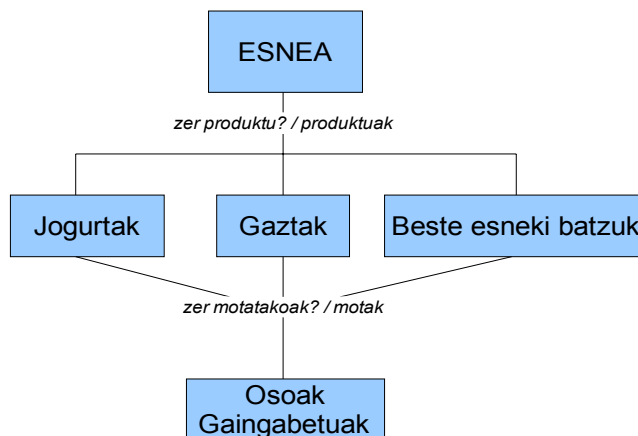 ESNEA
zer produktu? / produktuak
Jogurtak
Gaztak
Beste esneki batzuk
zer motatakoak? / motak
Osoak
Gaingabetuak